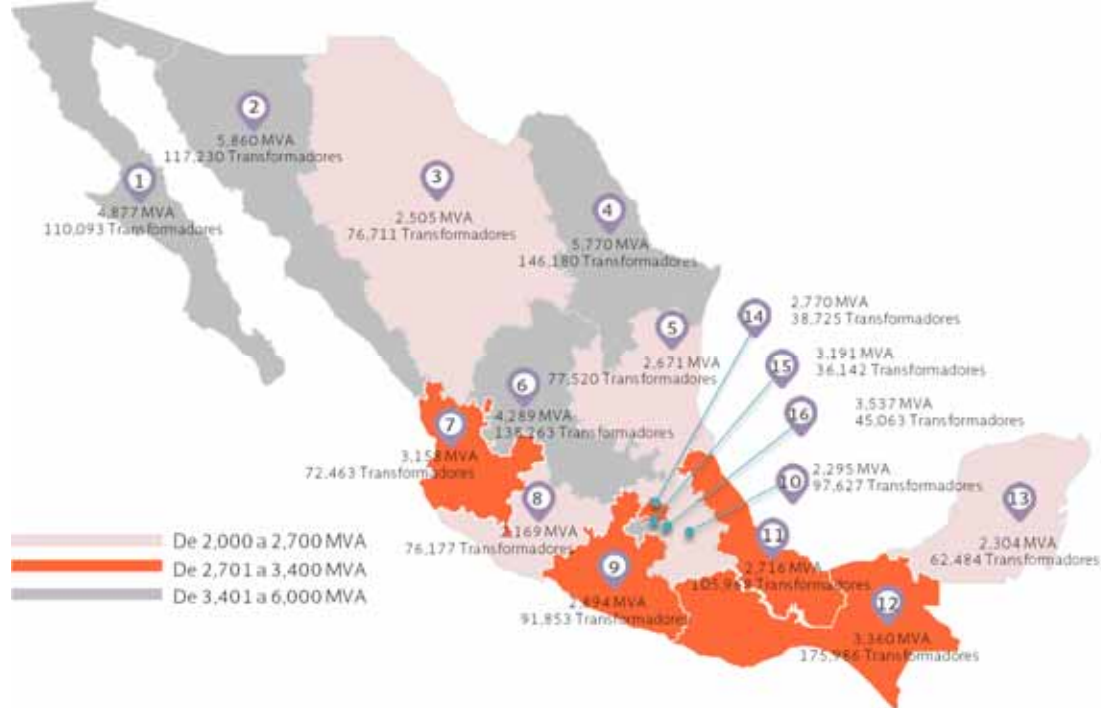 1
4,877 MVA
110,093 Transformadores
2
5,860 MVA
117,230 Transformadores
3
2,505 MVA
76,711 Transformadores
4
5,770 MVA
146,180 Transformadores
5
2,671 MVA
77,520 Transformadores
6
4,289 MVA
Transformadores
7
3,158 MVA
72,463 Transformadores
8
MVA
76,177 Transformadores
9
MVA
91,853 Transformadores
14
2,770 MVA
38,725 Transformadores
15
3,191 MVA
36,142 Transformadores
16
3,537 MVA
45,063 Transformadores
10
2,295 MVA
97,627 Transformadores
11
2,716 MVA
Transformadores
12
3,360 MVA
175,986 Transformadores
13
2,304 MVA
62,484 Transformadores
De 2,000 a 2,700 MVA
De 2,701 a 3,400 MVA
De 3,401 a 6,000 MVA